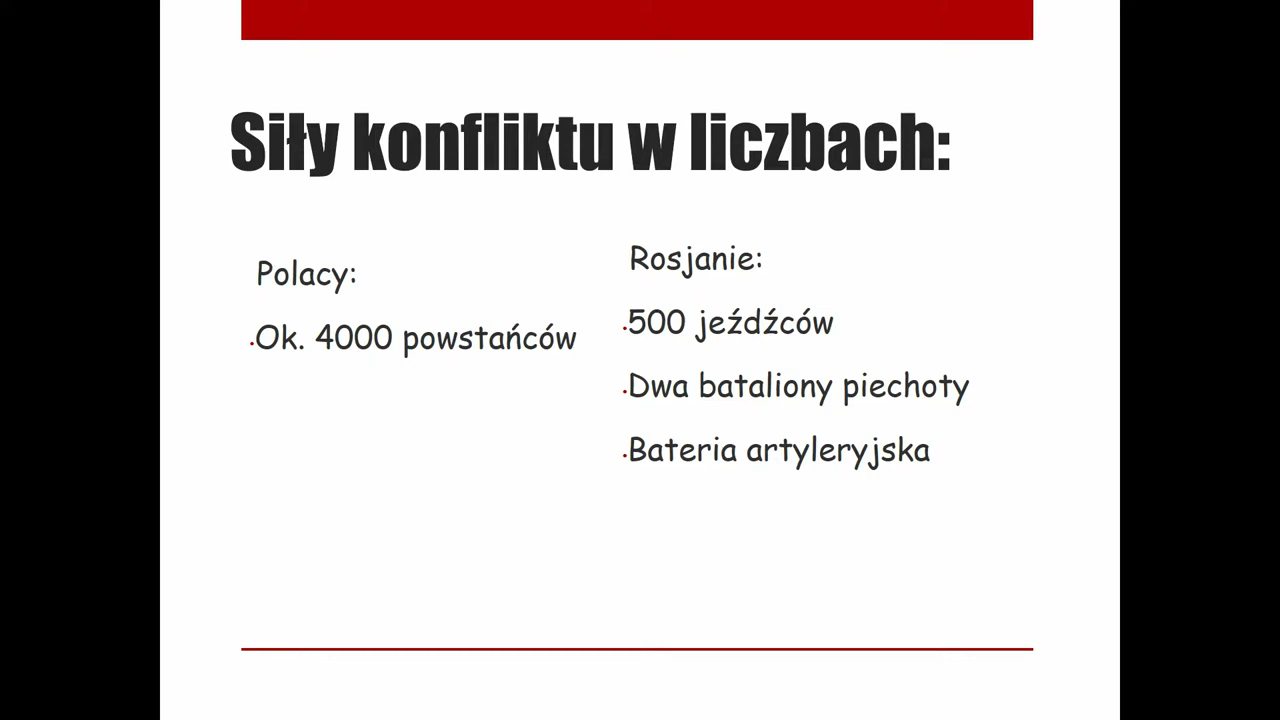 Siły konfliktu w liczbach:
Polacy:
.Ok. 4000 powstańców
Rosjanie:
.500 jeźdźców
.Dwa bataliony piechoty
.Bateria artyleryjska